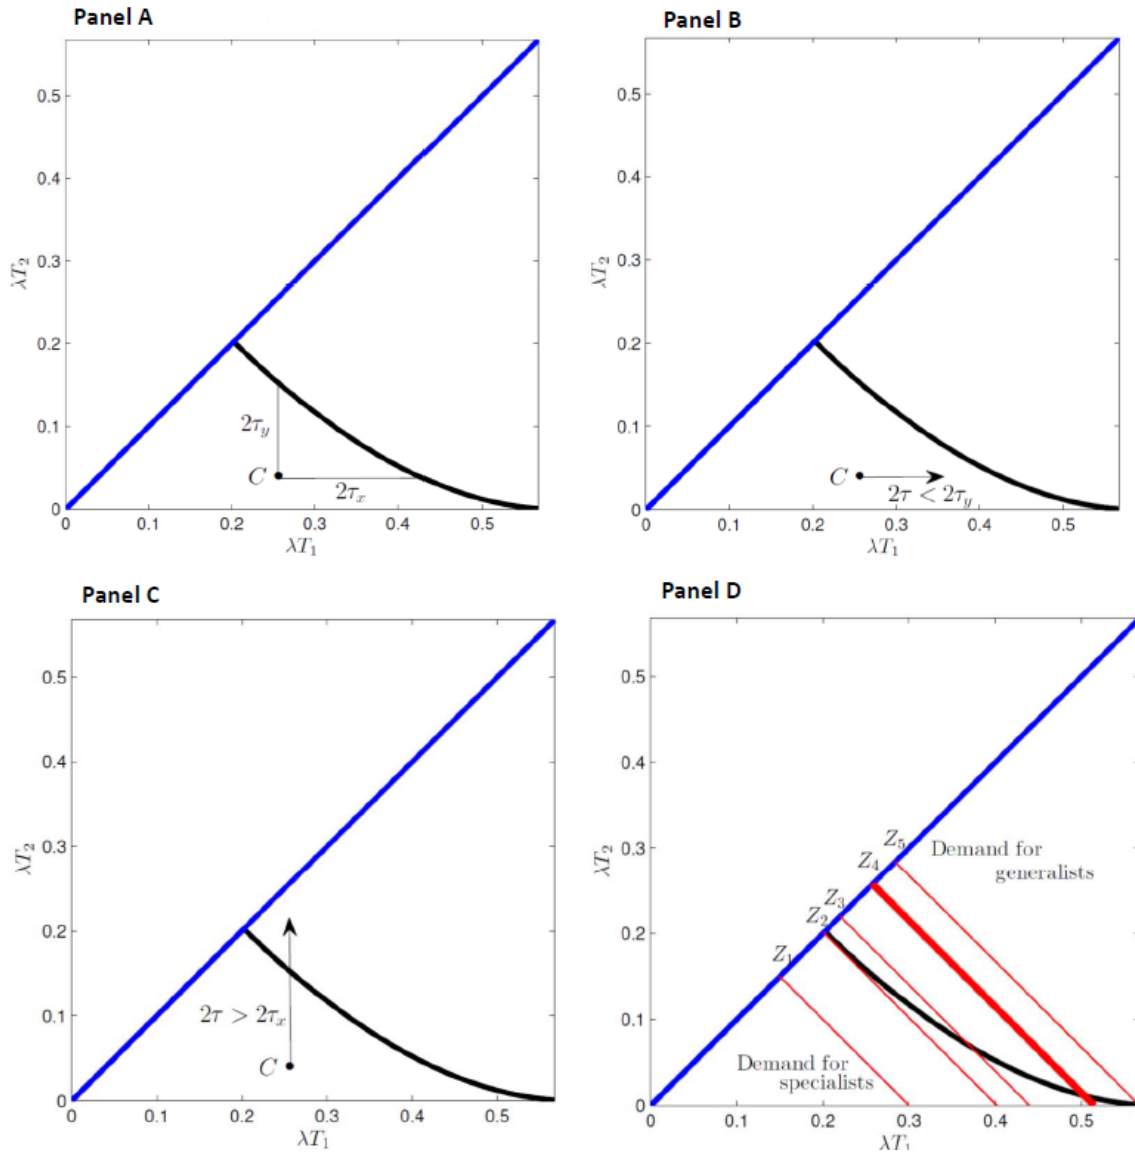 Panel A
0.5
0.4
0.3
0.2
0.1
0
λT₂
2τ_y
C
2τ_x
0
0.1
0.2
0.3
0.4
0.5
λT₁
Panel B
0.5
0.4
0.3
0.2
0.1
0
λT₂
C
2τ < 2τ_y
0
0.1
0.2
0.3
0.4
0.5
λT₁
Panel C
0.5
0.4
0.3
0.2
0.1
0
λT₂
2τ > 2τ_x
C
0
0.1
0.2
0.3
0.4
0.5
λT₁
Panel D
0.5
0.4
0.3
0.2
0.1
0
λT₂
Z₅
Z₄
Z₃
Z₂
Z₁
Demand for
generalists
Demand for
specialists
0
0.1
0.2
0.3
0.4
0.5
λT₁